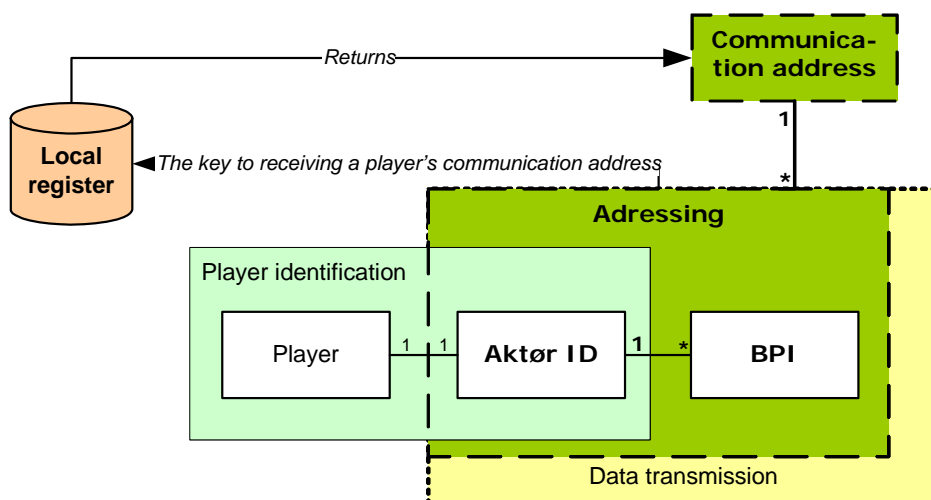 Communica-
tion address
Returns
1
Local
register
The key to receiving a player's communication address
*
Adressing
Player identification
Player
1
1
Aktør ID
1
*
BPI
Data transmission